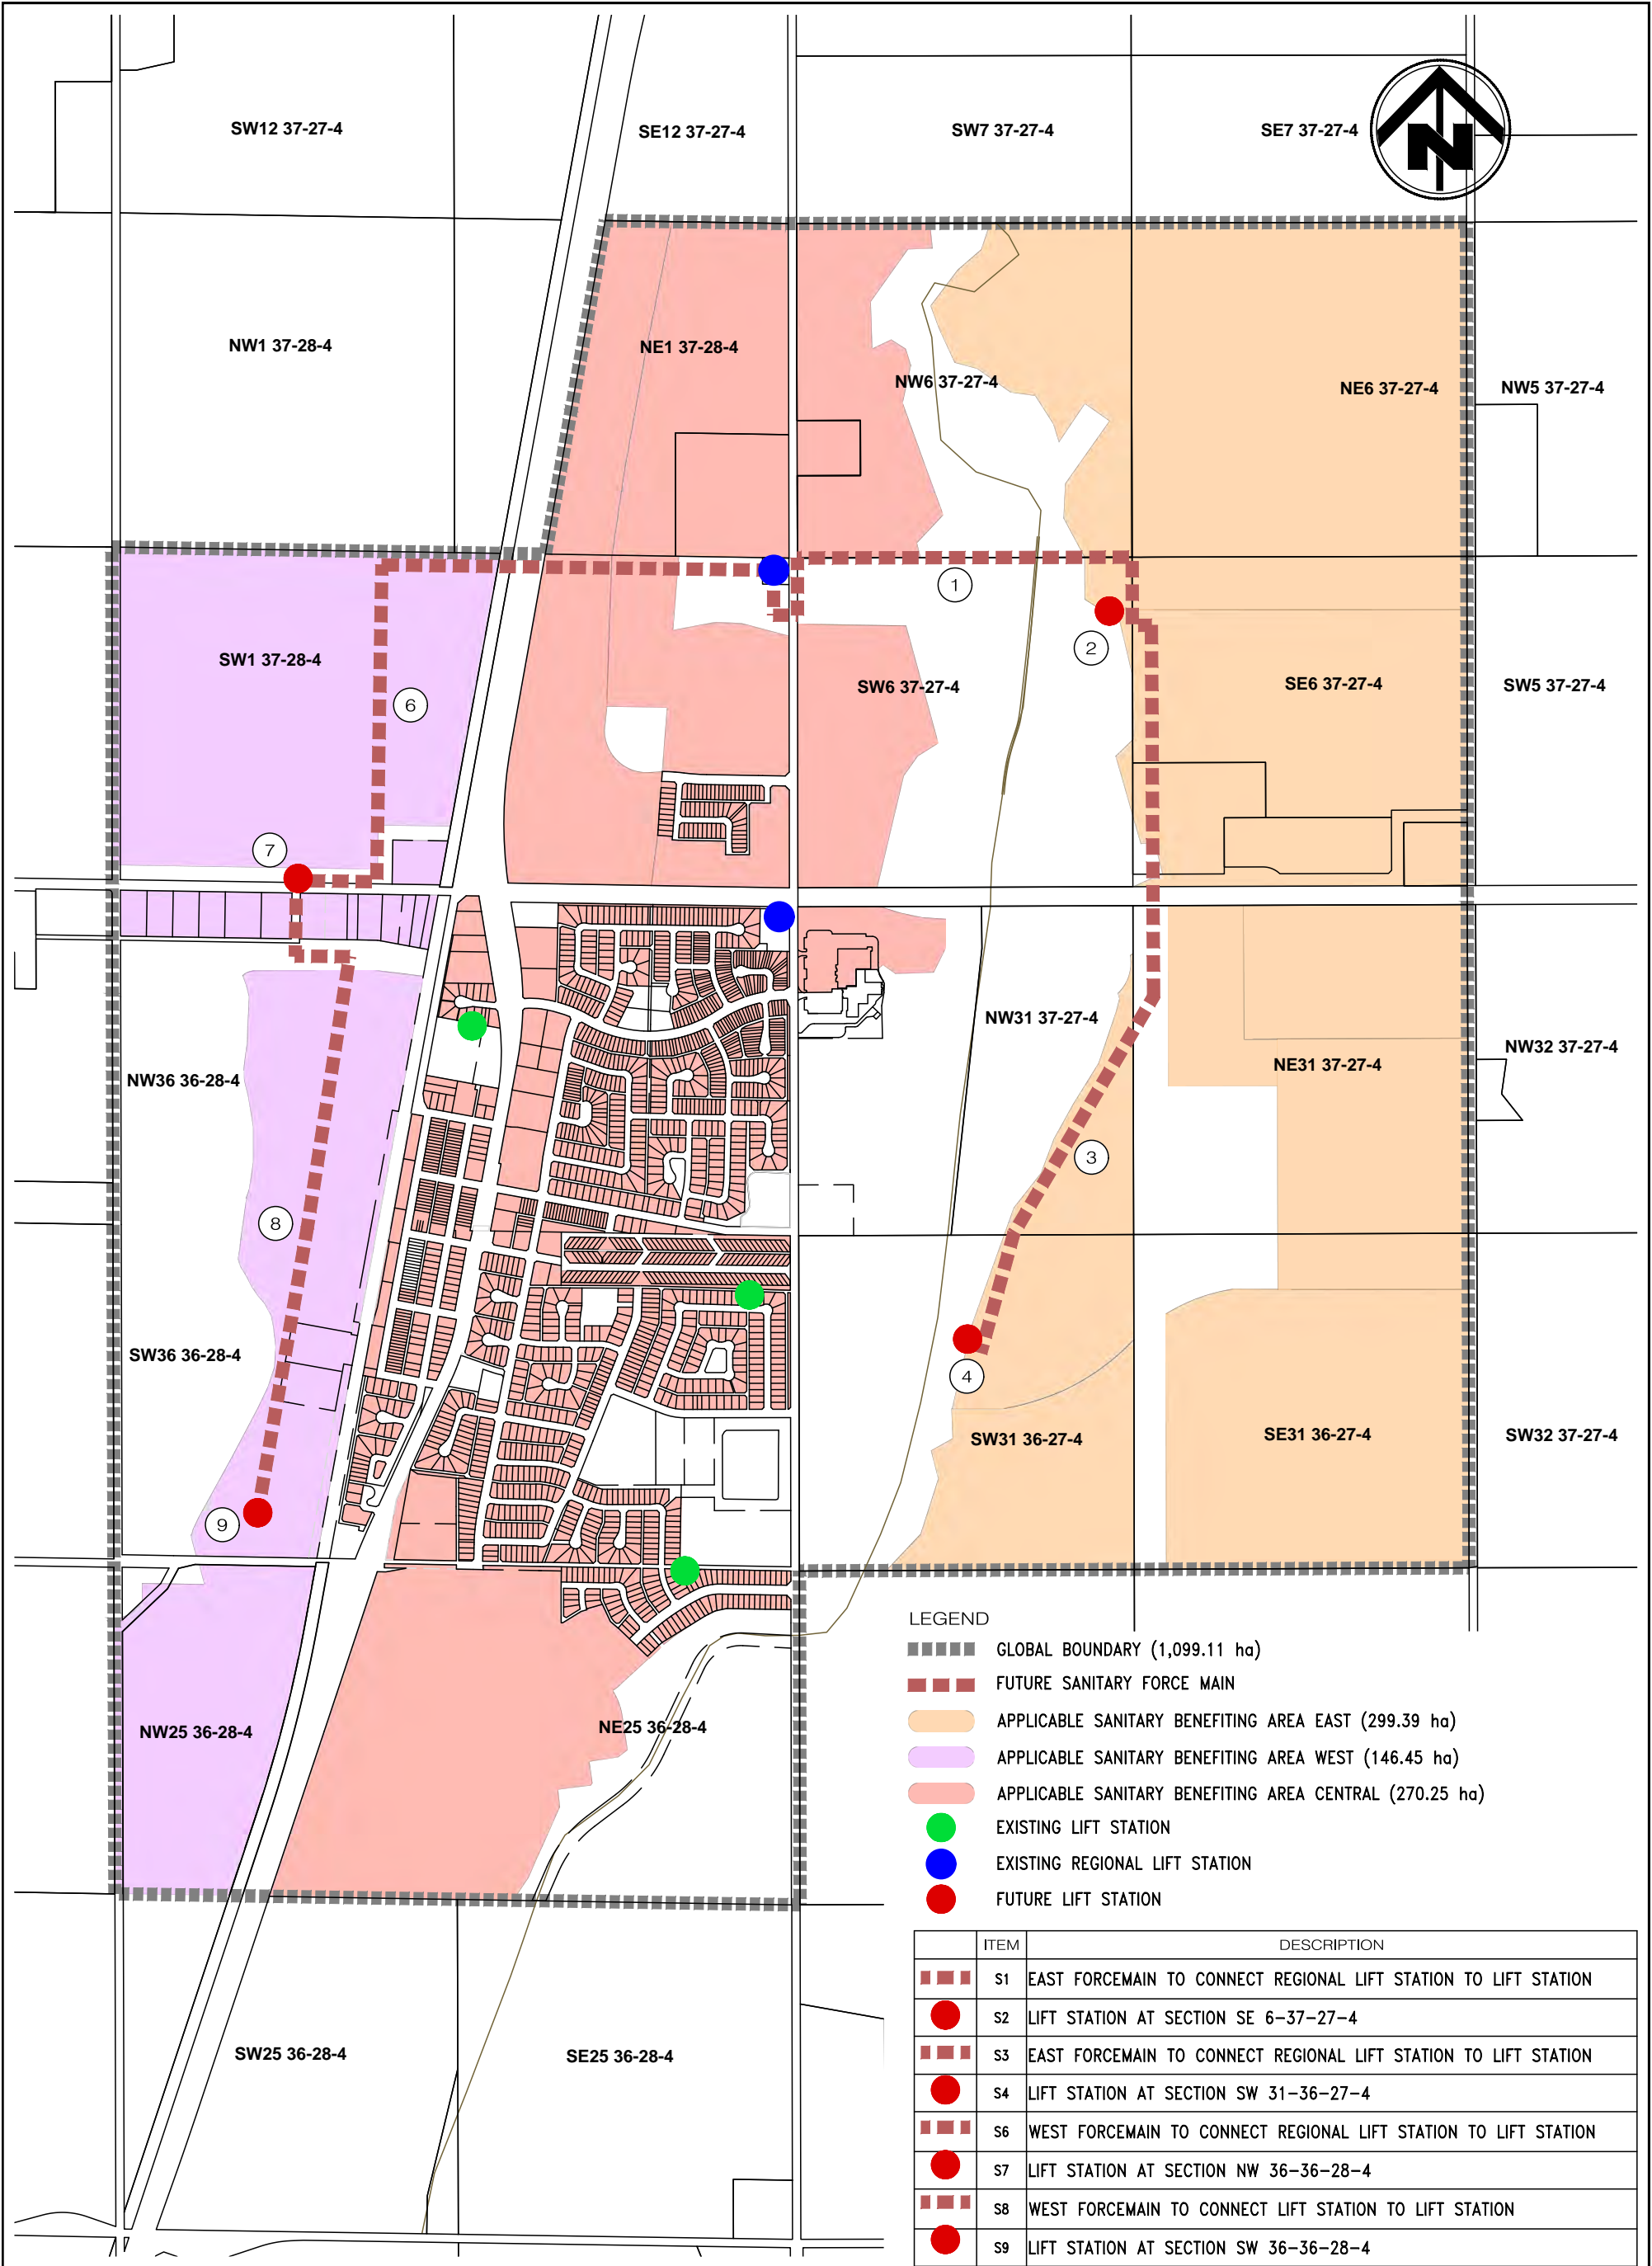 SW12 37-27-4
SE12 37-27-4
SW7 37-27-4
SE7 37-27-4
N
NW1 37-28-4
NE1 37-28-4
NW6 37-27-4
NE6 37-27-4
NW5 37-27-4
1
2
SW1 37-28-4
6
SW6 37-27-4
SE6 37-27-4
SW5 37-27-4
7
NW31 37-27-4
NW36 36-28-4
NE31 37-27-4
NW32 37-27-4
3
8
SW36 36-28-4
4
SW31 36-27-4
SE31 36-27-4
SW32 37-27-4
9
NW25 36-28-4
NE25 36-28-4
SW25 36-28-4
SE25 36-28-4
LEGEND
GLOBAL BOUNDARY (1,099.11 ha)
FUTURE SANITARY FORCE MAIN
APPLICABLE SANITARY BENEFITING AREA EAST (299.39 ha)
APPLICABLE SANITARY BENEFITING AREA WEST (146.45 ha)
APPLICABLE SANITARY BENEFITING AREA CENTRAL (270.25 ha)
EXISTING LIFT STATION
EXISTING REGIONAL LIFT STATION
FUTURE LIFT STATION
ITEM DESCRIPTION
S1 EAST FORCEMAIN TO CONNECT REGIONAL LIFT STATION TO LIFT STATION
S2 LIFT STATION AT SECTION SE 6-37-27-4
S3 EAST FORCEMAIN TO CONNECT REGIONAL LIFT STATION TO LIFT STATION
S4 LIFT STATION AT SECTION SW 31-36-27-4
S6 WEST FORCEMAIN TO CONNECT REGIONAL LIFT STATION TO LIFT STATION
S7 LIFT STATION AT SECTION NW 36-36-28-4
S8 WEST FORCEMAIN TO CONNECT LIFT STATION TO LIFT STATION
S9 LIFT STATION AT SECTION SW 36-36-28-4